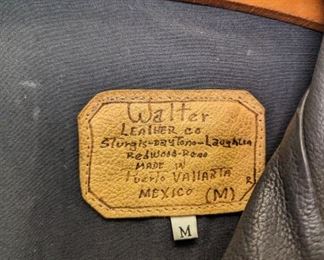 Walter
LEATHER CO
Sturgis-Daytona-Laughlin
Redwood-Reno
MADE IN
Puerto VALLARTA
MEXICO (M)
R
M